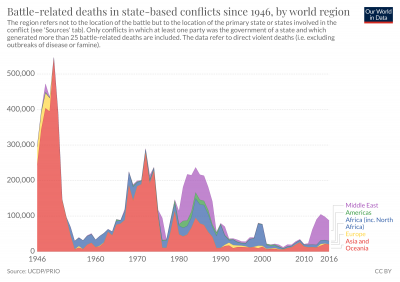 Battle-related deaths in state-based conflicts since 1946, by world region
Our World
in Data
The region refers not to the location of the battle but to the location of the primary state or states involved in the
conflict (see 'Sources' tab). Only conflicts in which at least one party was the government of a state and which
generated more than 25 battle-related deaths are included. The data refer to direct violent deaths (i.e. excluding
outbreaks of disease or famine).
500,000
400,000
300,000
200,000
100,000
0
Middle East
Americas
Africa (inc. North
Africa)
Europe
Asia and
Oceania
1946
1960
1970
1980
1990
2000
2010
2016
Source: UCDP/PRIO
CC BY